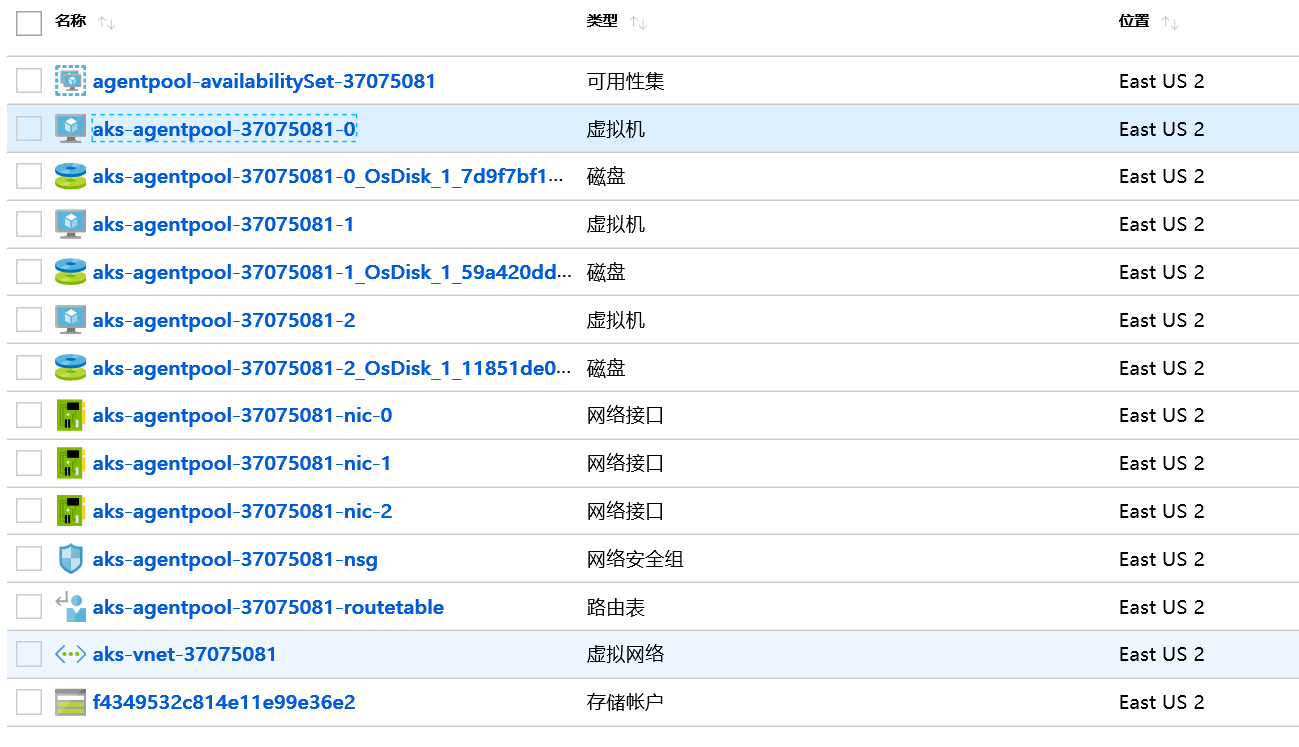 名称 类型 位置
agentpool-availabilitySet-37075081 可用性集 East US 2
aks-agentpool-37075081-0 虚拟机 East US 2
aks-agentpool-37075081-0_OsDisk_1_7d9f7bf1... 磁盘 East US 2
aks-agentpool-37075081-1 虚拟机 East US 2
aks-agentpool-37075081-1_OsDisk_1_59a420dd... 磁盘 East US 2
aks-agentpool-37075081-2 虚拟机 East US 2
aks-agentpool-37075081-2_OsDisk_1_11851de0... 磁盘 East US 2
aks-agentpool-37075081-nic-0 网络接口 East US 2
aks-agentpool-37075081-nic-1 网络接口 East US 2
aks-agentpool-37075081-nic-2 网络接口 East US 2
aks-agentpool-37075081-nsg 网络安全组 East US 2
aks-agentpool-37075081-routetable 路由表 East US 2
aks-vnet-37075081 虚拟网络 East US 2
f4349532c814e11e99e36e2 存储帐户 East US 2